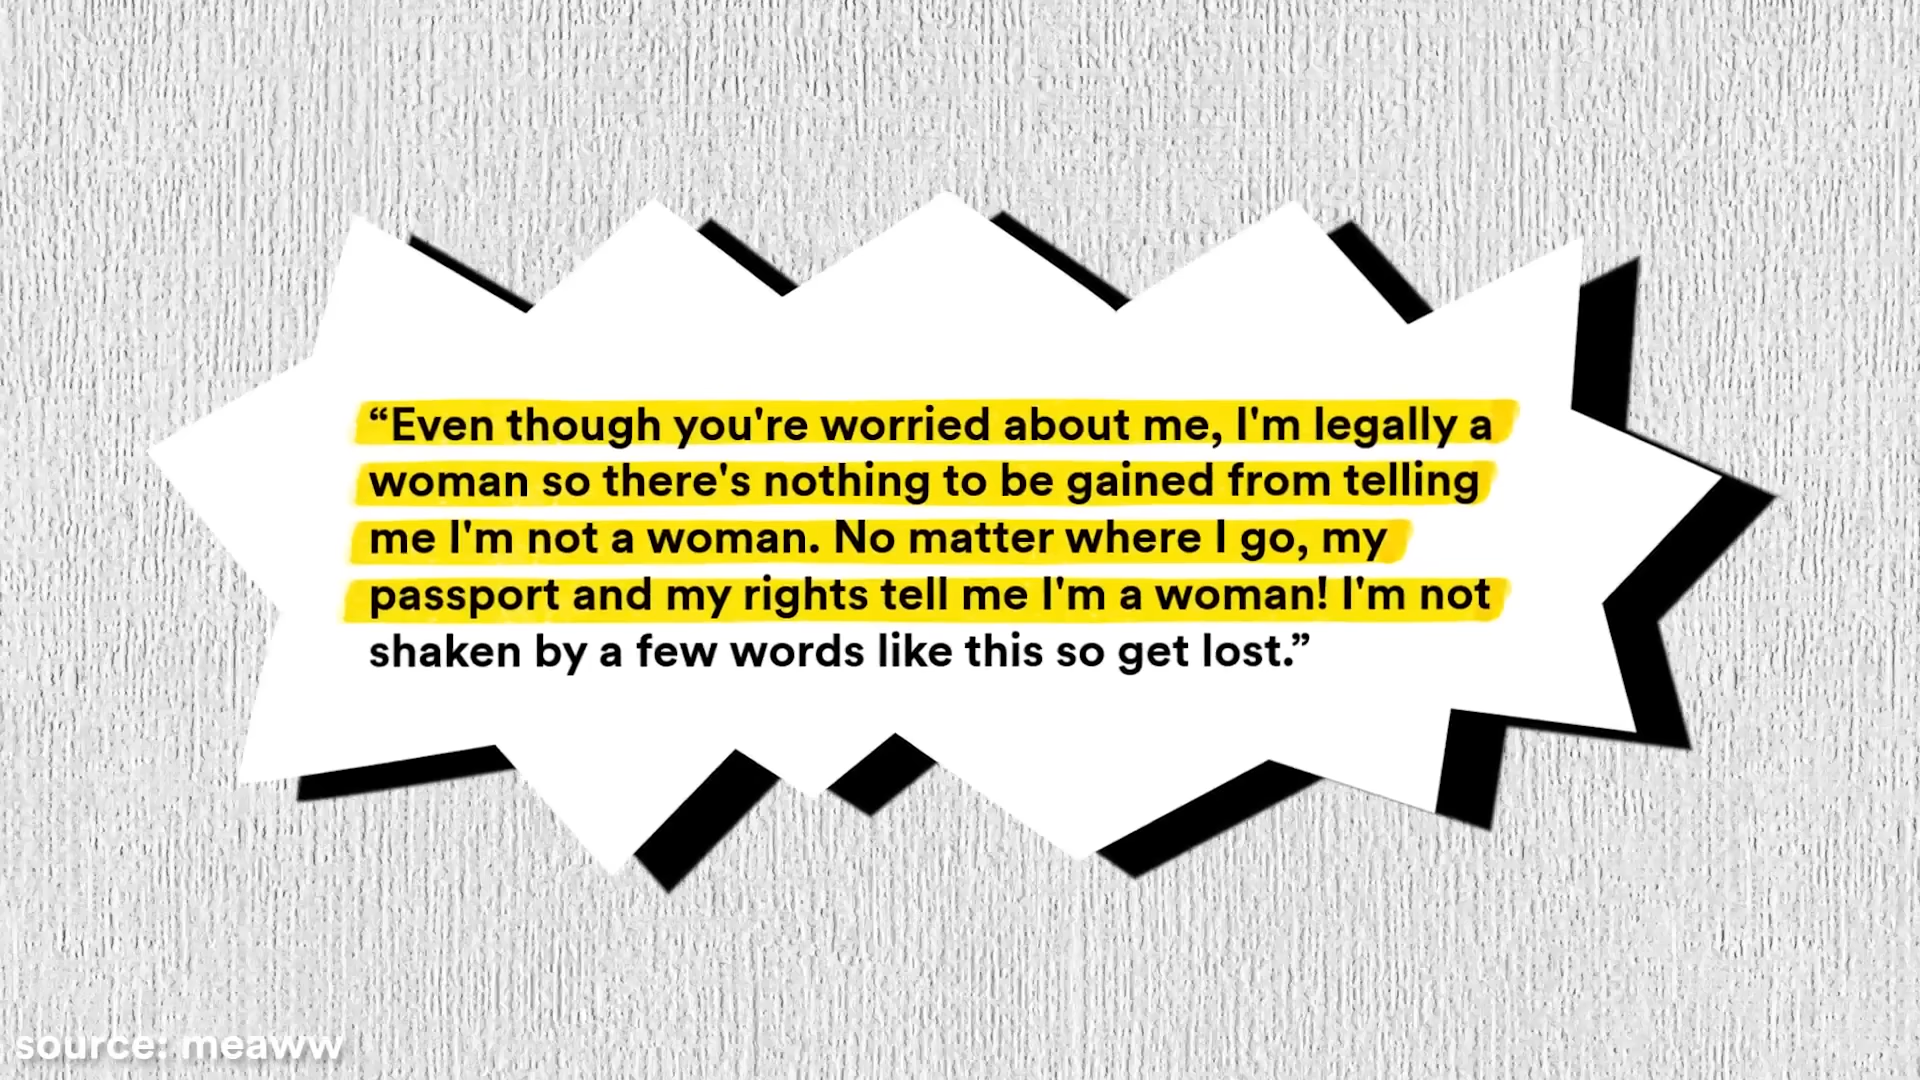 “Even though you're worried about me, I'm legally a
woman so there's nothing to be gained from telling
me I'm not a woman. No matter where I go, my
passport and my rights tell me I'm a woman! I'm not
shaken by a few words like this so get lost.”
source: meaww